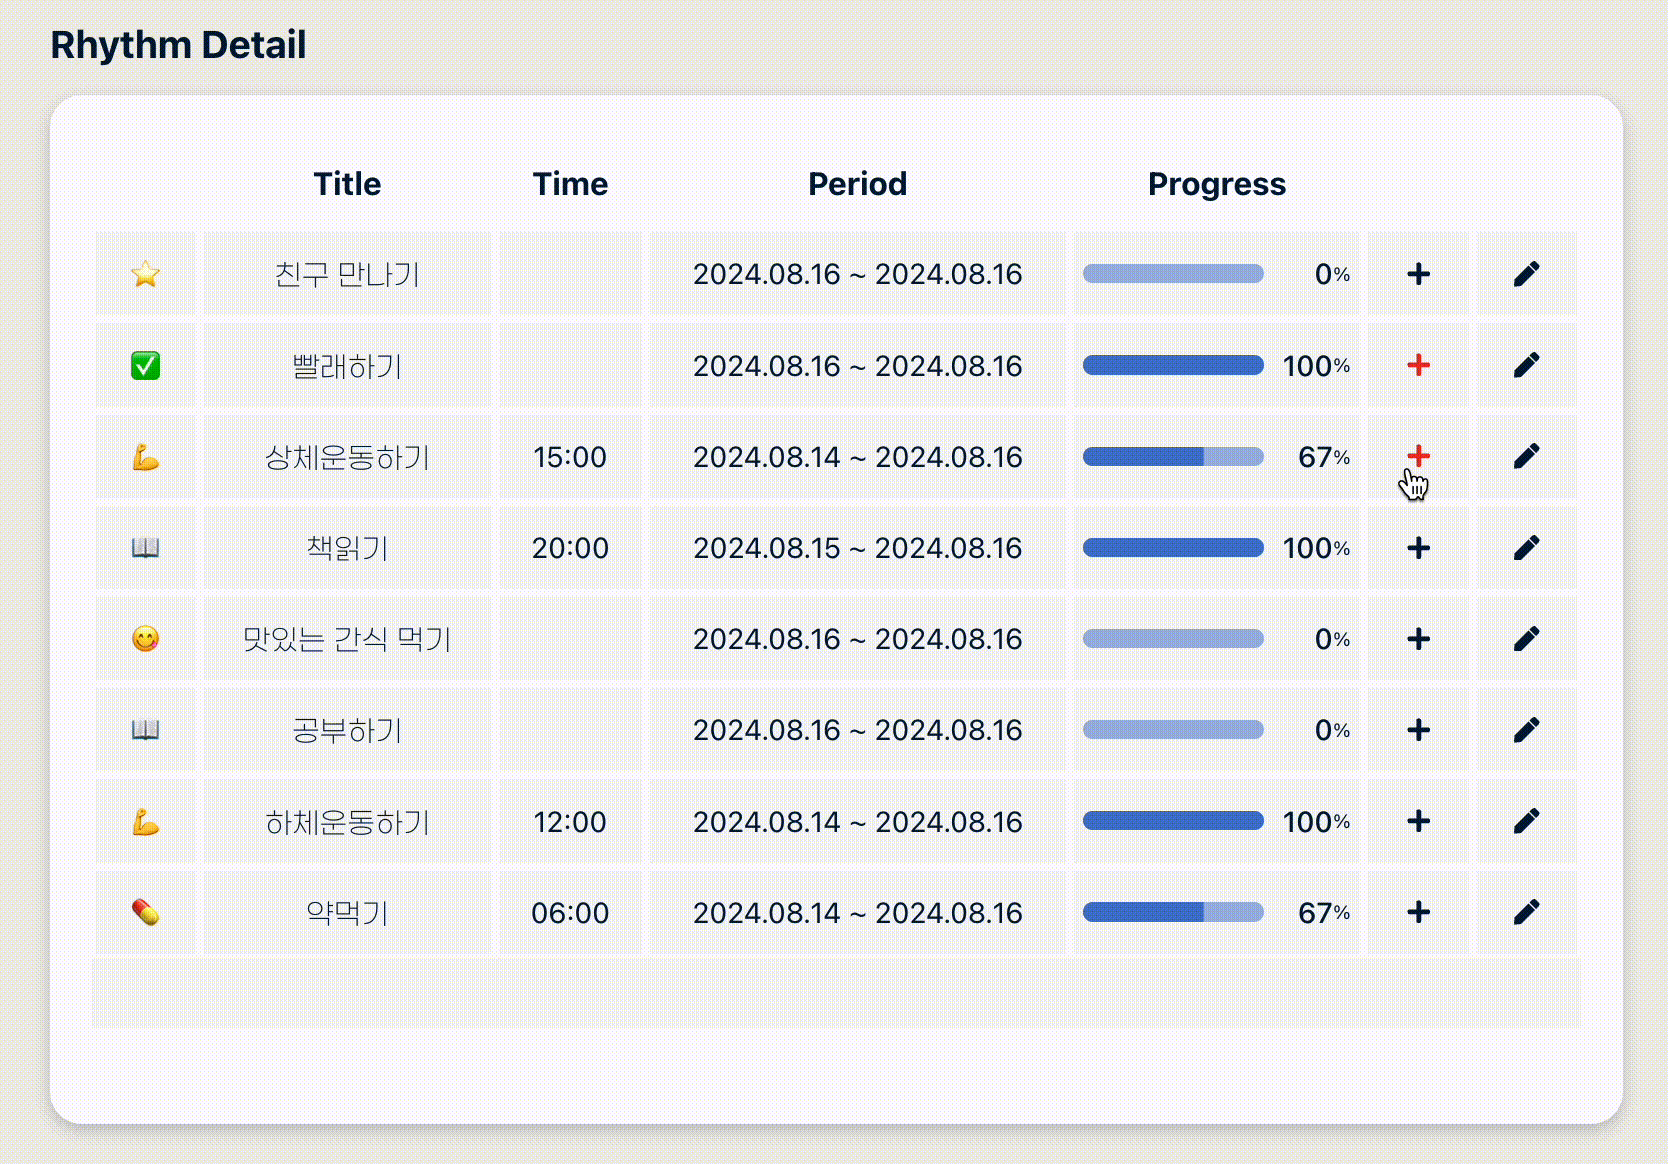 Rhythm Detail
Title Time Period Progress
친구 만나기 2024.08.16 ~ 2024.08.16 0%
빨래하기 2024.08.16 ~ 2024.08.16 100%
상체운동하기 15:00 2024.08.14 ~ 2024.08.16 67%
책읽기 20:00 2024.08.15 ~ 2024.08.16 100%
맛있는 간식 먹기 2024.08.16 ~ 2024.08.16 0%
공부하기 2024.08.16 ~ 2024.08.16 0%
하체운동하기 12:00 2024.08.14 ~ 2024.08.16 100%
약먹기 06:00 2024.08.14 ~ 2024.08.16 67%